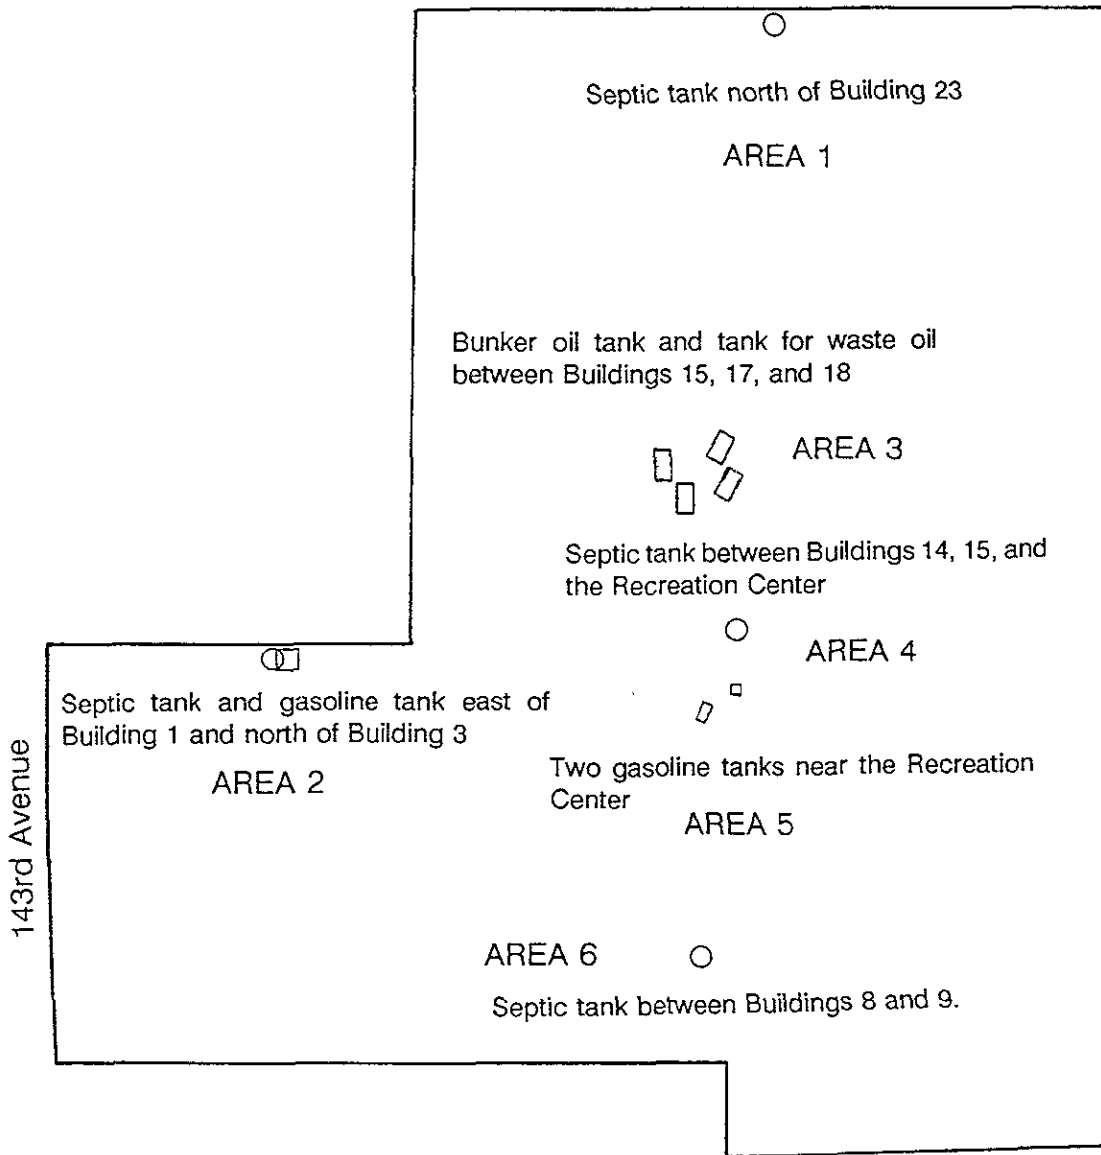 Septic tank north of Building 23
AREA 1
Bunker oil tank and tank for waste oil
between Buildings 15, 17, and 18
AREA 3
Septic tank between Buildings 14, 15, and
the Recreation Center
AREA 4
Septic tank and gasoline tank east of
Building 1 and north of Building 3
AREA 2
143rd Avenue
Two gasoline tanks near the Recreation
Center
AREA 5
AREA 6
Septic tank between Buildings 8 and 9.